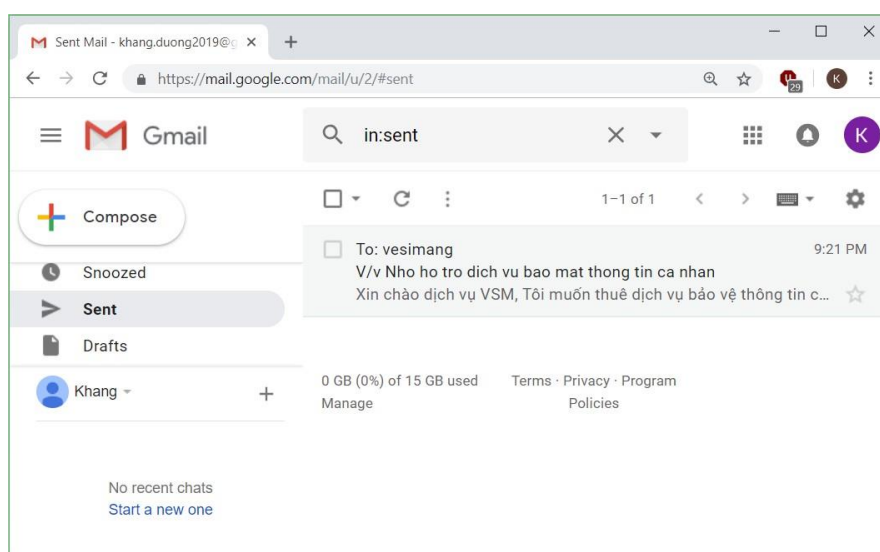 Sent Mail - khang.duong2019@g
https://mail.google.com/mail/u/2/#sent
29
K
Gmail
in:sent
K
Compose
1–1 of 1
Snoozed
Sent
Drafts
To: vesimang
9:21 PM
V/v Nho ho tro dich vu bao mat thong tin ca nhan
Xin chào dịch vụ VSM, Tôi muốn thuê dịch vụ bảo vệ thông tin c...
Khang
0 GB (0%) of 15 GB used
Manage
Terms · Privacy · Program
Policies
No recent chats
Start a new one